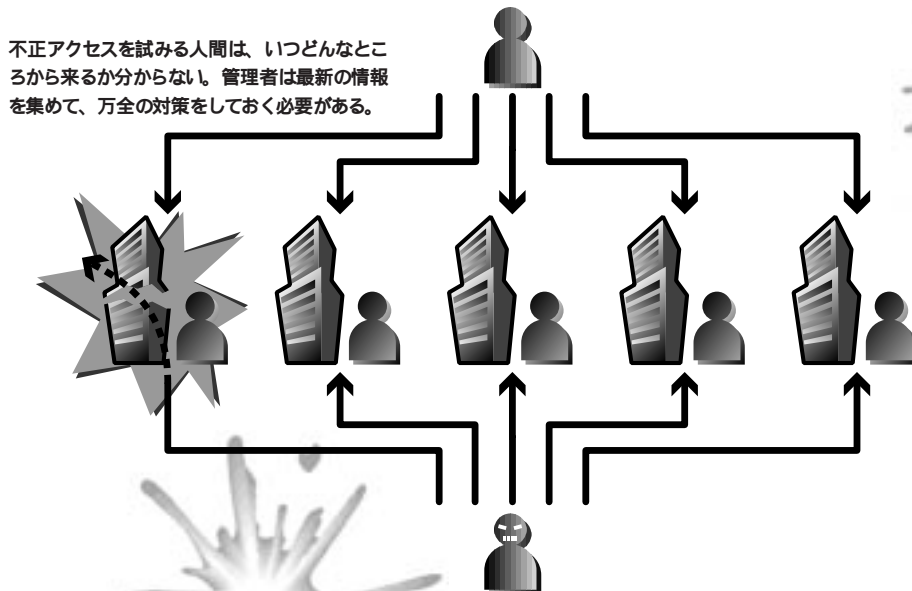 不正アクセスを試みる人間は、いつどんなとこ
ろから来るか分からない。管理者は最新の情報
を集めて、万全の対策をしておく必要がある。